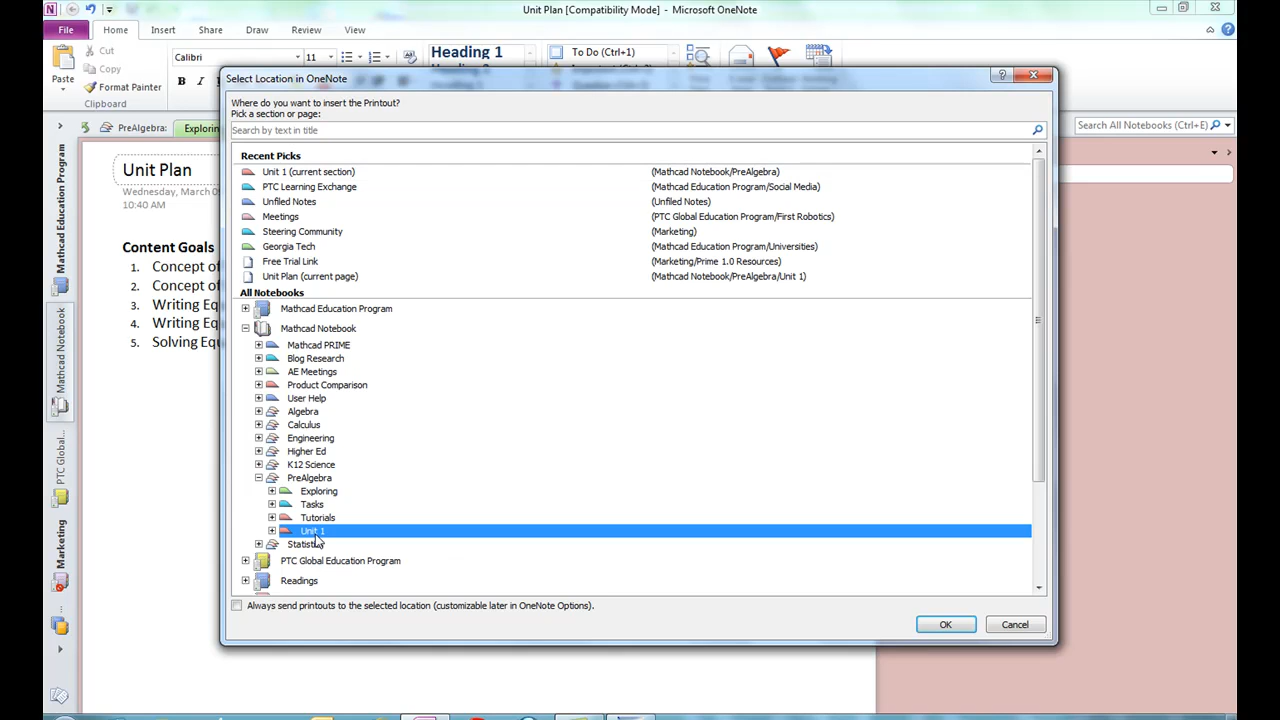 Unit Plan [Compatibility Mode] - Microsoft OneNote
File Home Insert Share Review Draw View
Cut
Copy
Paste
Format Painter
Clipboard
Calibri 11
B I
Heading 1
To Do (Ctrl+1)
Select Location in OneNote
Where do you want to insert the Printout?
Pick a section or page:
Search by text in title
Recent Picks
Unit 1 (current section) (Mathcad Notebook/PreAlgebra)
PTC Learning Exchange (Mathcad Education Program/Social Media)
Unfiled Notes (Unfiled Notes)
Meetings (PTC Global Education Program/First Robotics)
Steering Community (Marketing)
Georgia Tech (Mathcad Education Program/Universities)
Free Trial Link (Marketing/Prime 1.0 Resources)
Unit Plan (current page) (Mathcad Notebook/PreAlgebra/Unit 1)
All Notebooks
Mathcad Education Program
Mathcad Notebook
Mathcad PRIME
Blog Research
AE Meetings
Product Comparison
User Help
Algebra
Calculus
Engineering
Higher Ed
K12 Science
PreAlgebra
Exploring
Tasks
Tutorials
Unit 1
Statistics
PTC Global Education Program
Readings
Always send printouts to the selected location (customizable later in OneNote Options).
OK Cancel
PreAlgebra: Explorin
Search All Notebooks (Ctrl+E)
Unit Plan
Wednesday, March 0
10:40 AM
Content Goals
1. Concept of
2. Concept of
3. Writing Equ
4. Writing Equ
5. Solving Equ
Mathcad Education Program
Mathcad Notebook
PTC Global...
Marketing